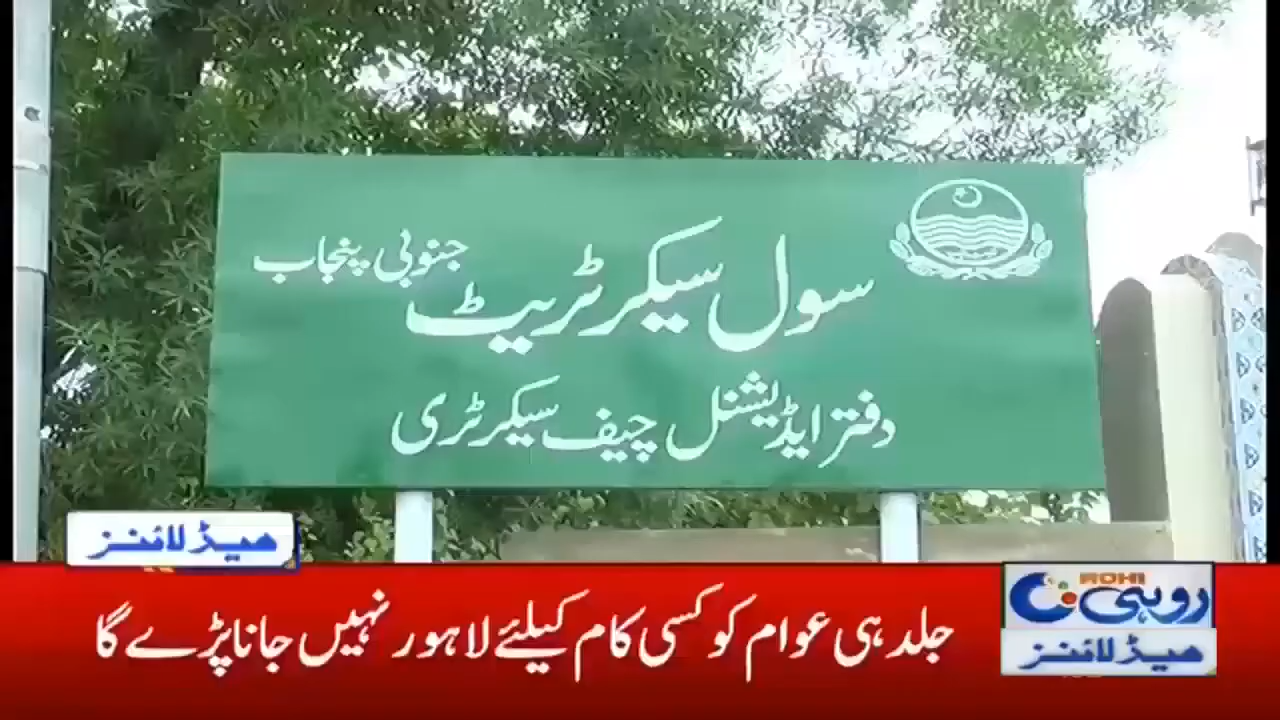 سول سیکرٹریٹ جنوبی پنجاب
دفتر ایڈیشنل چیف سیکرٹری
ہیڈ لائنز
جلد ہی عوام کو کسی کام کیلئے لاہور نہیں جانا پڑے گا
ROHI
روہی
ہیڈ لائنز